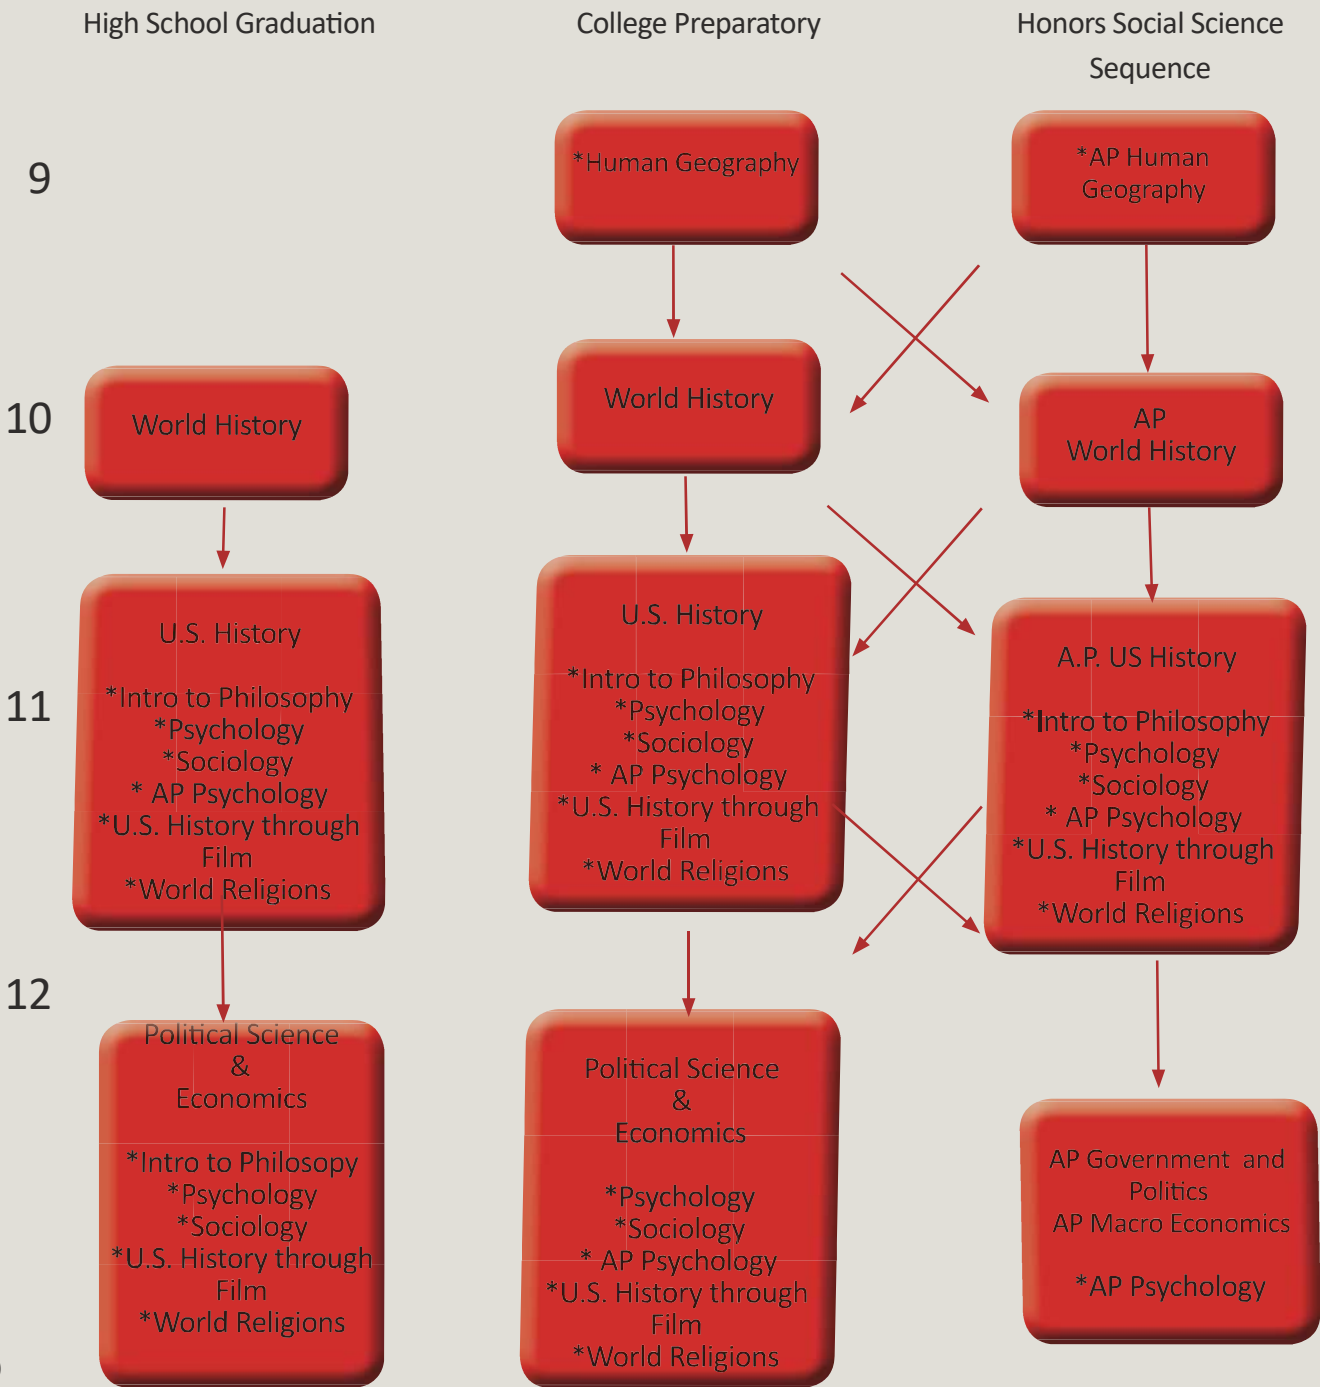 High School Graduation
College Preparatory
Honors Social Science
Sequence
9
*Human Geography
*AP Human
Geography
10
World History
World History
AP
World History
11
U.S. History
*Intro to Philosophy
*Psychology
*Sociology
* AP Psychology
*U.S. History through
Film
*World Religions
U.S. History
*Intro to Philosophy
*Psychology
*Sociology
* AP Psychology
*U.S. History through
Film
*World Religions
A.P. US History
*Intro to Philosophy
*Psychology
*Sociology
* AP Psychology
*U.S. History through
Film
*World Religions
12
Political Science
&
Economics
*Intro to Philosopy
*Psychology
*Sociology
*U.S. History through
Film
*World Religions
Political Science
&
Economics
*Psychology
*Sociology
* AP Psychology
*U.S. History through
Film
*World Religions
AP Government and
Politics
AP Macro Economics
*AP Psychology